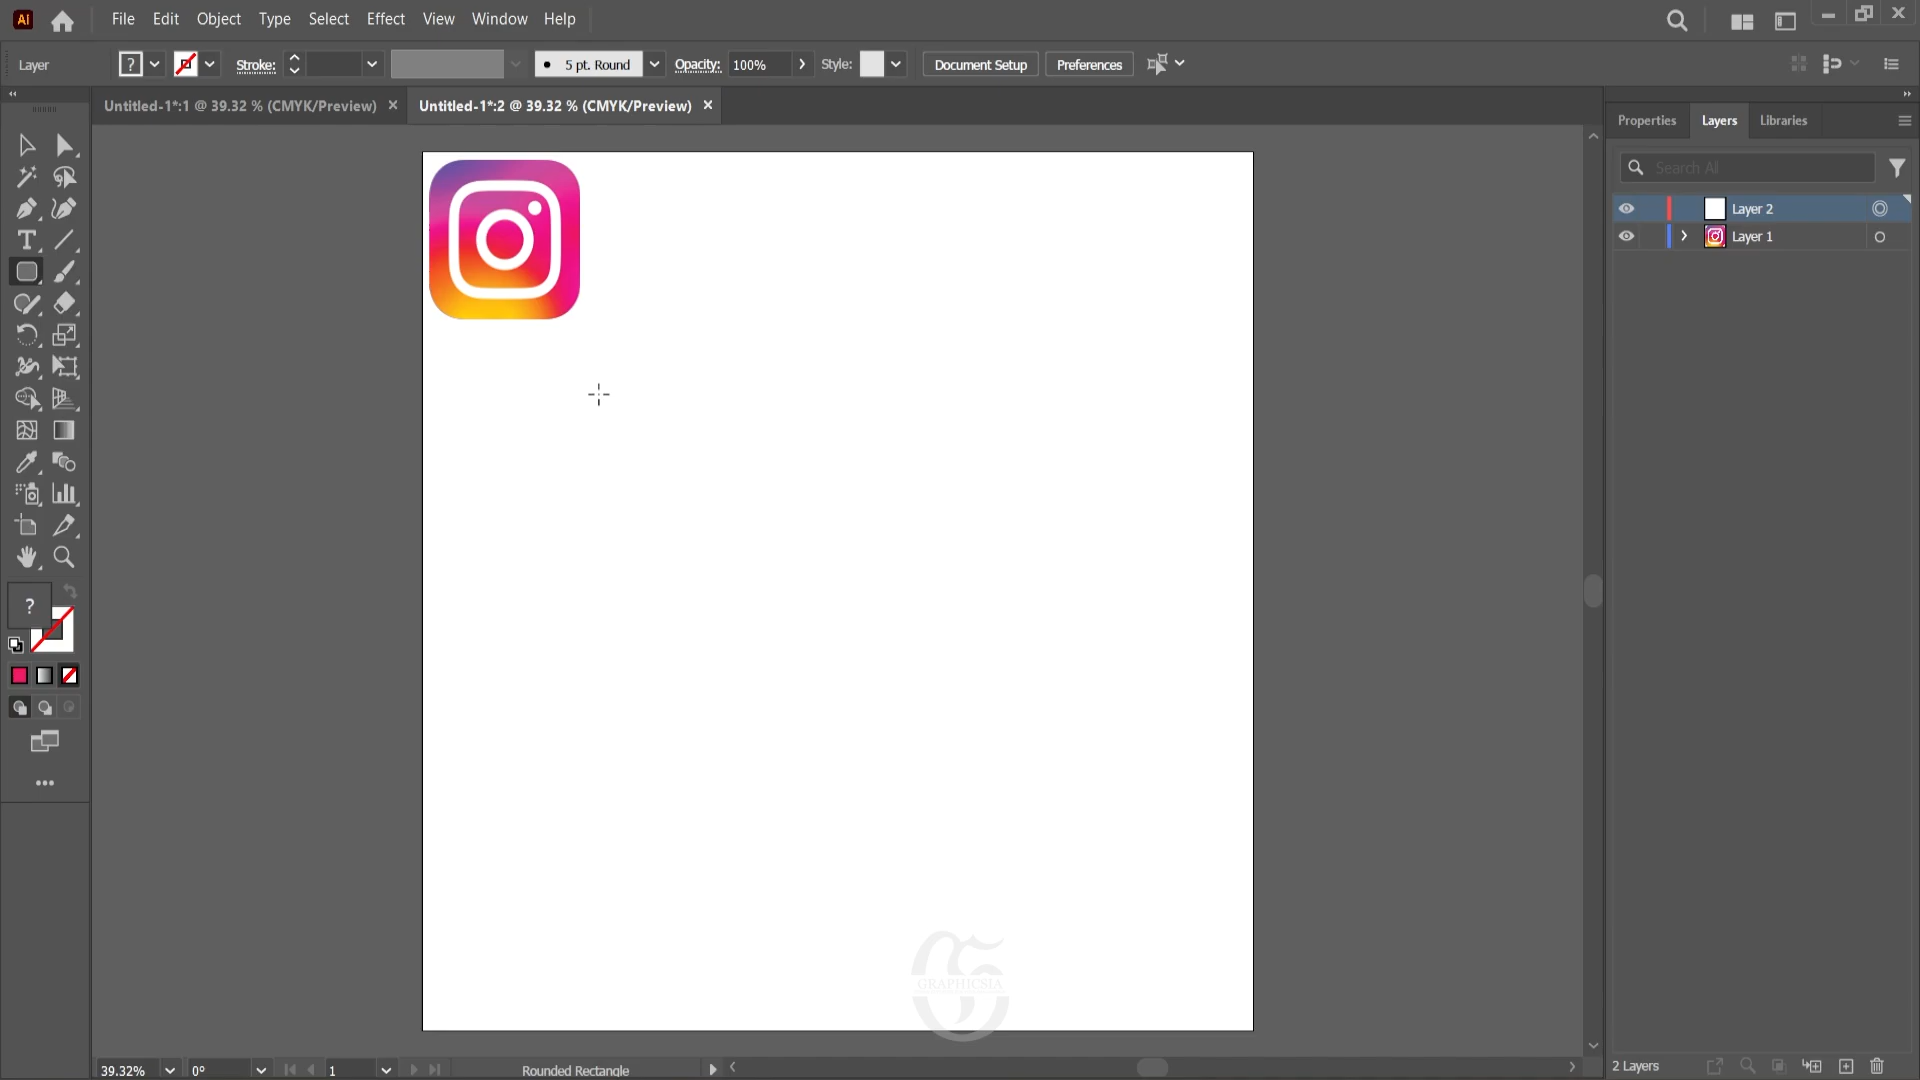 Ai File Edit Object Type Select Effect View Window Help
Layer ? Stroke: 5 pt. Round Opacity: 100% Style: Document Setup Preferences
Untitled-1*:1 @ 39.32 % (CMYK/Preview) × Untitled-1*:2 @ 39.32 % (CMYK/Preview) ×
Properties Layers Libraries
Search All
Layer 2
Layer 1
T
?
GRAPHICSIA
39.32% 0° 1 Rounded Rectangle 2 Layers